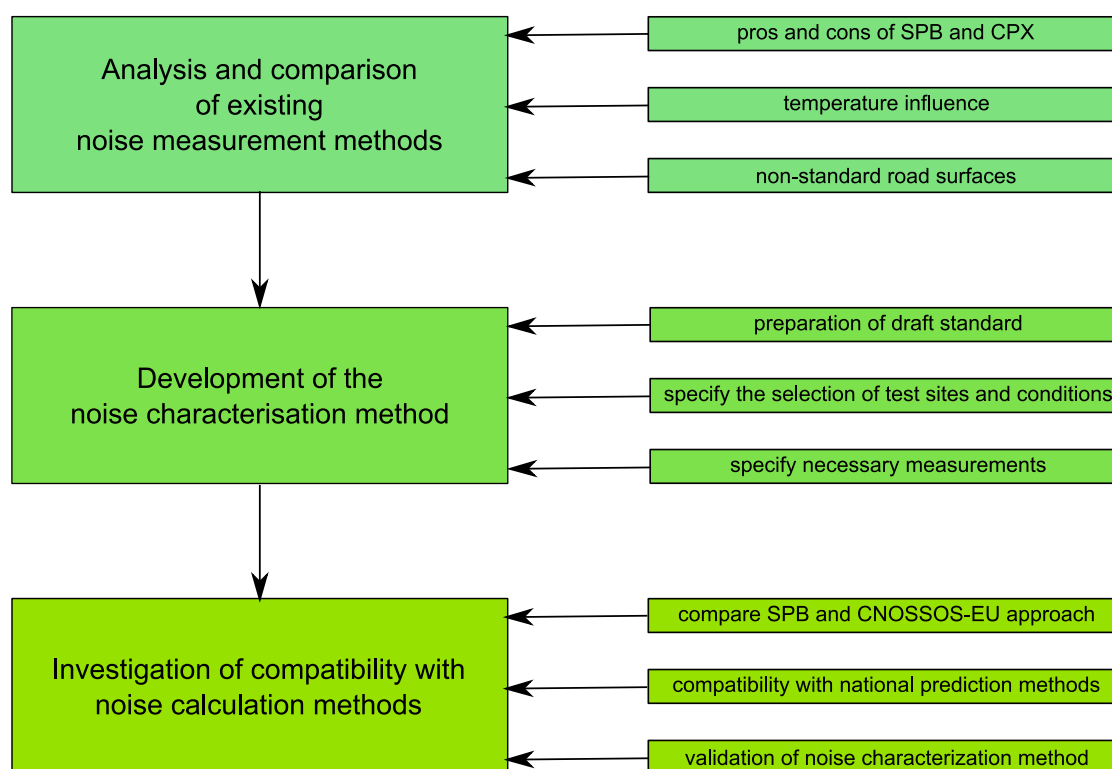 Analysis and comparison
of existing
noise measurement methods
pros and cons of SPB and CPX
temperature influence
non-standard road surfaces
Development of the
noise characterisation method
preparation of draft standard
specify the selection of test sites and conditions
specify necessary measurements
Investigation of compatibility with
noise calculation methods
compare SPB and CNOSSOS-EU approach
compatibility with national prediction methods
validation of noise characterization method